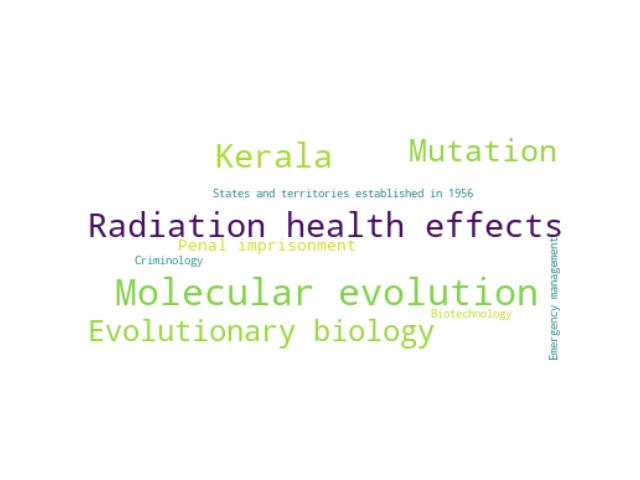 Kerala
Mutation
States and territories established in 1956
Radiation health effects
Penal imprisonment
Criminology
Emergency management
Molecular evolution
Biotechnology
Evolutionary biology